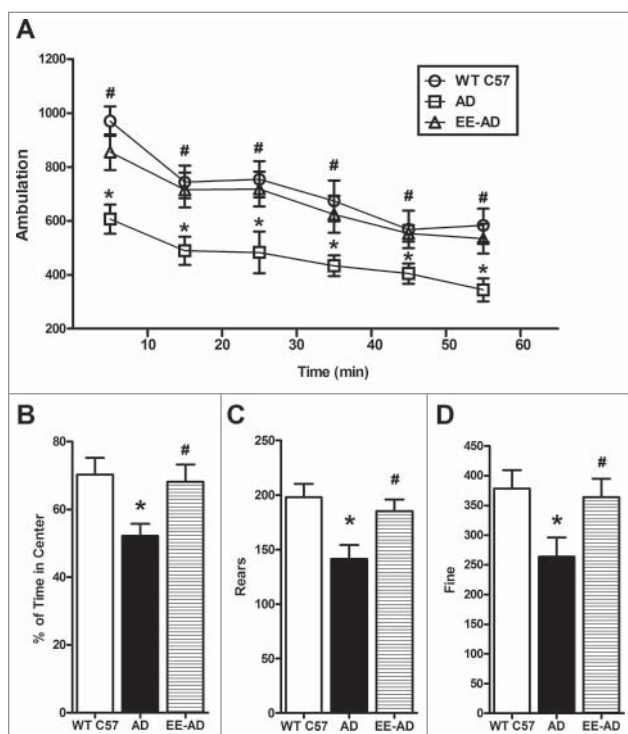 A
1200
1000
800
600
400
200
Ambulation
# # # # # #
* * * * * *
WT C57
AD
EE-AD
10 20 30 40 50 60
Time (min)
B
80
60
40
20
0
% of Time in Center
*
#
WT C57 AD EE-AD
C
250
200
150
100
50
0
Rears
*
#
WT C57 AD EE-AD
D
450
400
350
300
250
200
150
100
50
0
Fine
*
#
WT C57 AD EE-AD